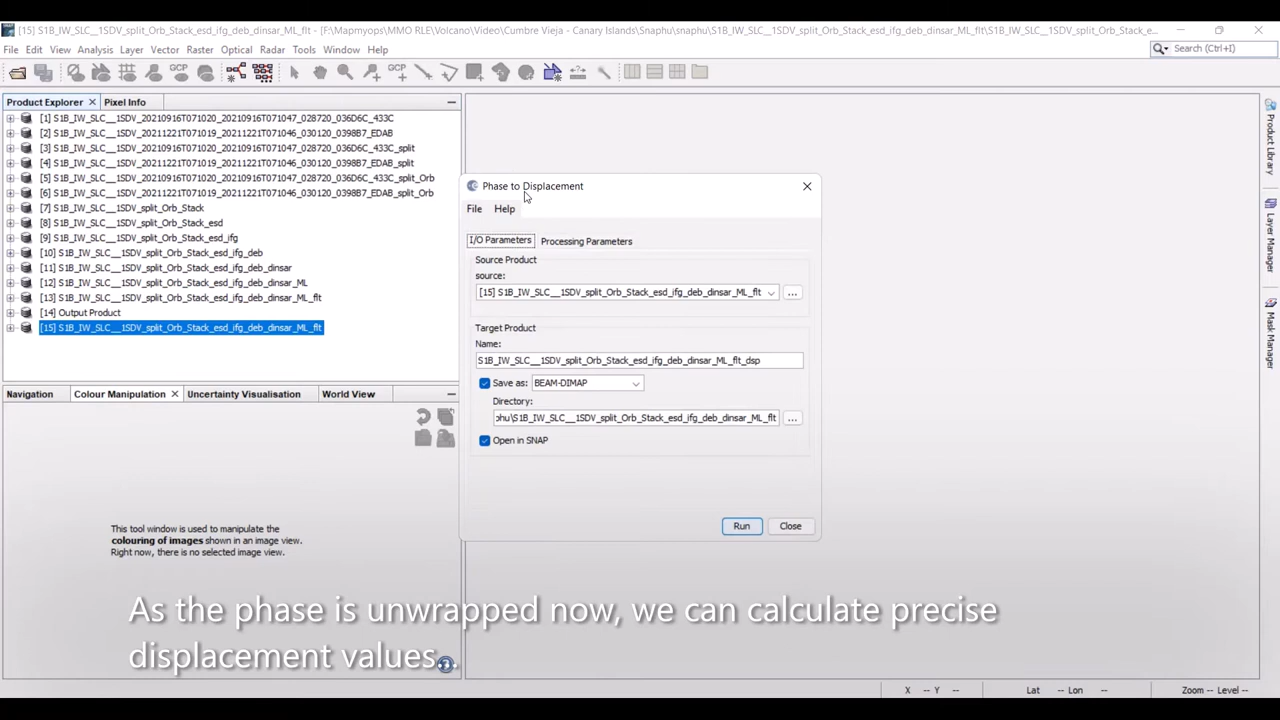 [15] S1B_IW_SLC__1SDV_split_Orb_Stack_esd_ifg_deb_dinsar_ML_flt - [F:\Mapmyops\MMO RLE\Volcano\Video\Cumbre Vieja - Canary Islands\Snaphu\snaphu\S1B_IW_SLC__1SDV_split_Orb_Stack_esd_ifg_deb_dinsar_ML_flt\S1B_IW_SLC__1SDV_split_Orb_Stack_e...
File Edit View Analysis Layer Vector Raster Optical Radar Tools Window Help
Search (Ctrl+I)
GCP
GCP
Product Explorer
Pixel Info
[1] S1B_IW_SLC__1SDV_20210916T071020_20210916T071047_028720_036D6C_433C
[2] S1B_IW_SLC__1SDV_20211221T071019_20211221T071046_030120_0398B7_EDAB
[3] S1B_IW_SLC__1SDV_20210916T071020_20210916T071047_028720_036D6C_433C_split
[4] S1B_IW_SLC__1SDV_20211221T071019_20211221T071046_030120_0398B7_EDAB_split
[5] S1B_IW_SLC__1SDV_20210916T071020_20210916T071047_028720_036D6C_433C_split_Orb
[6] S1B_IW_SLC__1SDV_20211221T071019_20211221T071046_030120_0398B7_EDAB_split_Orb
[7] S1B_IW_SLC__1SDV_split_Orb_Stack
[8] S1B_IW_SLC__1SDV_split_Orb_Stack_esd
[9] S1B_IW_SLC__1SDV_split_Orb_Stack_esd_ifg
[10] S1B_IW_SLC__1SDV_split_Orb_Stack_esd_ifg_deb
[11] S1B_IW_SLC__1SDV_split_Orb_Stack_esd_ifg_deb_dinsar
[12] S1B_IW_SLC__1SDV_split_Orb_Stack_esd_ifg_deb_dinsar_ML
[13] S1B_IW_SLC__1SDV_split_Orb_Stack_esd_ifg_deb_dinsar_ML_flt
[14] Output Product
[15] S1B_IW_SLC__1SDV_split_Orb_Stack_esd_ifg_deb_dinsar_ML_flt
Phase to Displacement
File Help
I/O Parameters Processing Parameters
Source Product
source:
[15] S1B_IW_SLC__1SDV_split_Orb_Stack_esd_ifg_deb_dinsar_ML_flt
...
Target Product
Name:
S1B_IW_SLC__1SDV_split_Orb_Stack_esd_ifg_deb_dinsar_ML_flt_dsp
Save as: BEAM-DIMAP
Directory:
phu\S1B_IW_SLC__1SDV_split_Orb_Stack_esd_ifg_deb_dinsar_ML_flt
...
Open in SNAP
Run Close
Product Library
Layer Manager
Mask Manager
Navigation Colour Manipulation Uncertainty Visualisation World View
This tool window is used to manipulate the
colouring of images shown in an image view.
Right now, there is no selected image view.
As the phase is unwrapped now, we can calculate precise
displacement values...
X -- Y -- Lat -- Lon -- Zoom -- Level --